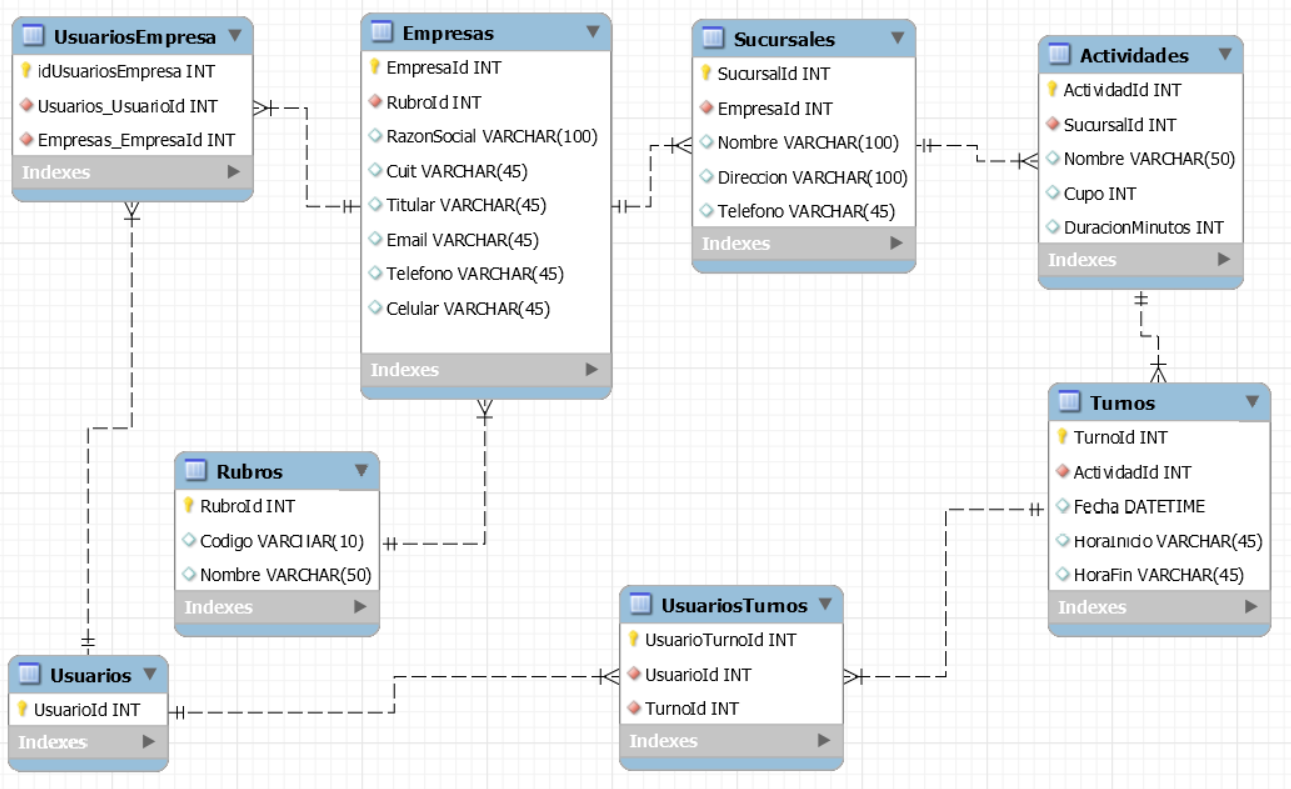 UsuariosEmpresa
idUsuariosEmpresa INT
Usuarios_UsuarioId INT
Empresas_EmpresaId INT
Indexes
Empresas
EmpresaId INT
RubroId INT
RazonSocial VARCHAR(100)
Cuit VARCHAR(45)
Titular VARCHAR(45)
Email VARCHAR(45)
Telefono VARCHAR(45)
Celular VARCHAR(45)
Indexes
Sucursales
SucursalId INT
EmpresaId INT
Nombre VARCHAR(100)
Direccion VARCHAR(100)
Telefono VARCHAR(45)
Indexes
Actividades
ActividadId INT
SucursalId INT
Nombre VARCHAR(50)
Cupo INT
DuracionMinutos INT
Indexes
Rubros
RubroId INT
Codigo VARCHAR(10)
Nombre VARCHAR(50)
Indexes
Turnos
TurnoId INT
ActividadId INT
Fecha DATETIME
HoraInicio VARCHAR(45)
HoraFin VARCHAR(45)
Indexes
Usuarios
UsuarioId INT
Indexes
UsuariosTurnos
UsuarioTurnoId INT
UsuarioId INT
TurnoId INT
Indexes